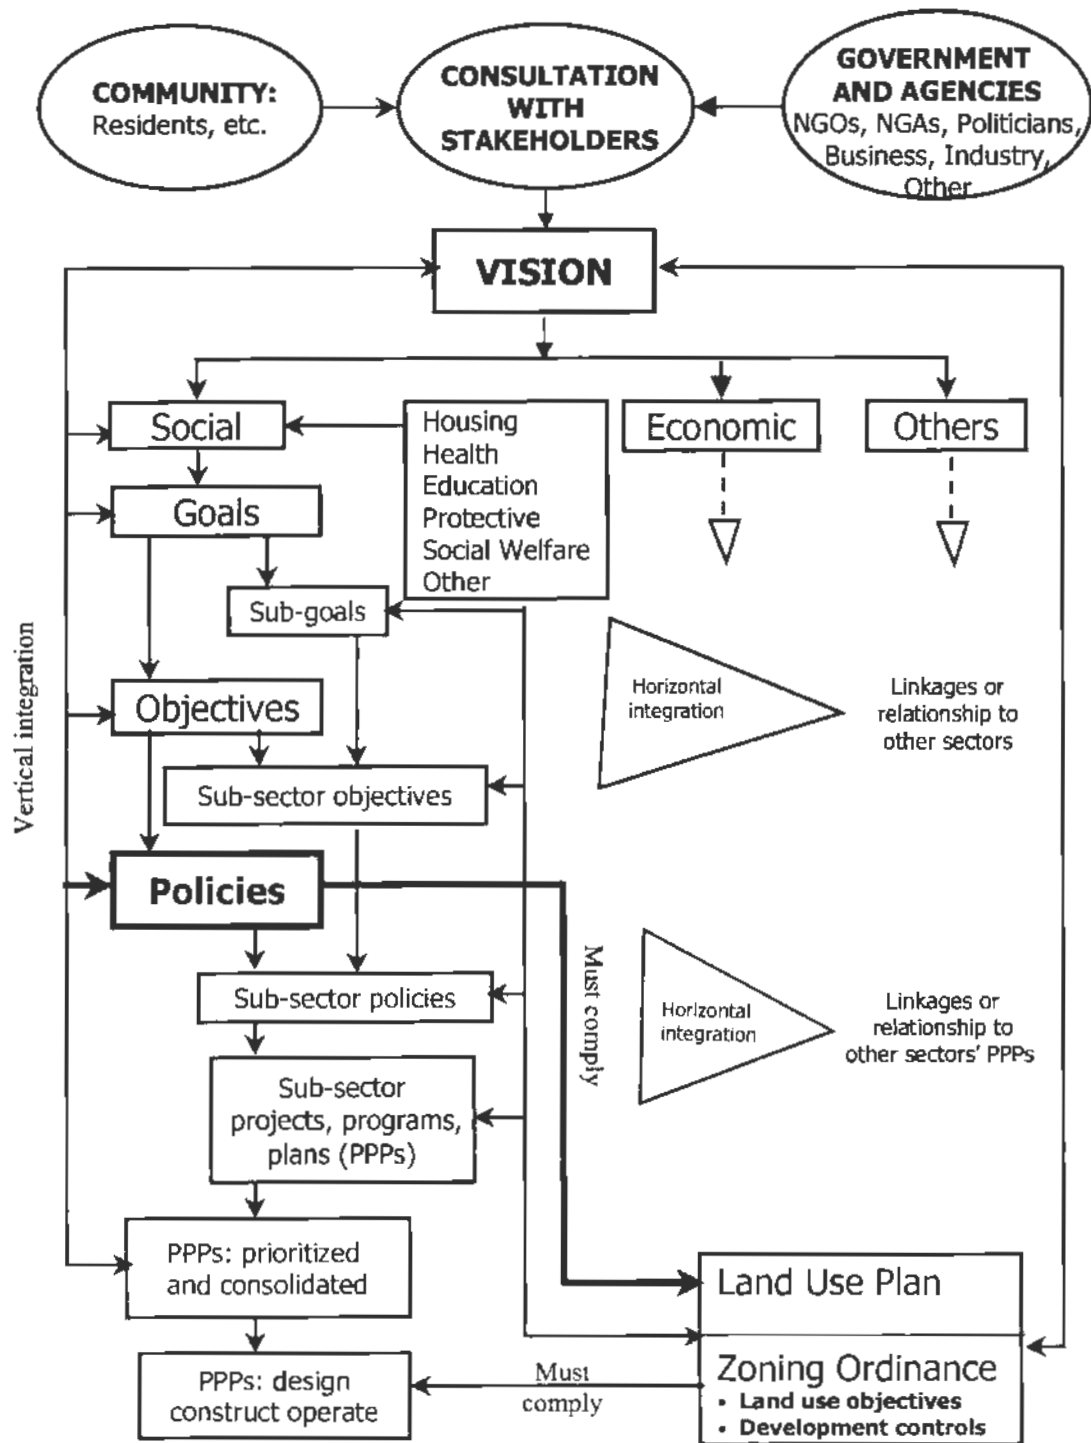 COMMUNITY:
Residents, etc.
CONSULTATION
WITH
STAKEHOLDERS
GOVERNMENT
AND AGENCIES
NGOs, NGAs, Politicians,
Business, Industry,
Other
VISION
Social
Housing
Health
Education
Protective
Social Welfare
Other
Economic
Others
Goals
Sub-goals
Vertical integration
Objectives
Horizontal
integration
Linkages or
relationship to
other sectors
Sub-sector objectives
Policies
Must comply
Sub-sector policies
Horizontal
integration
Linkages or
relationship to
other sectors' PPPs
Sub-sector
projects, programs,
plans (PPPs)
PPPs: prioritized
and consolidated
Land Use Plan
PPPs: design
construct operate
Must
comply
Zoning Ordinance
• Land use objectives
• Development controls